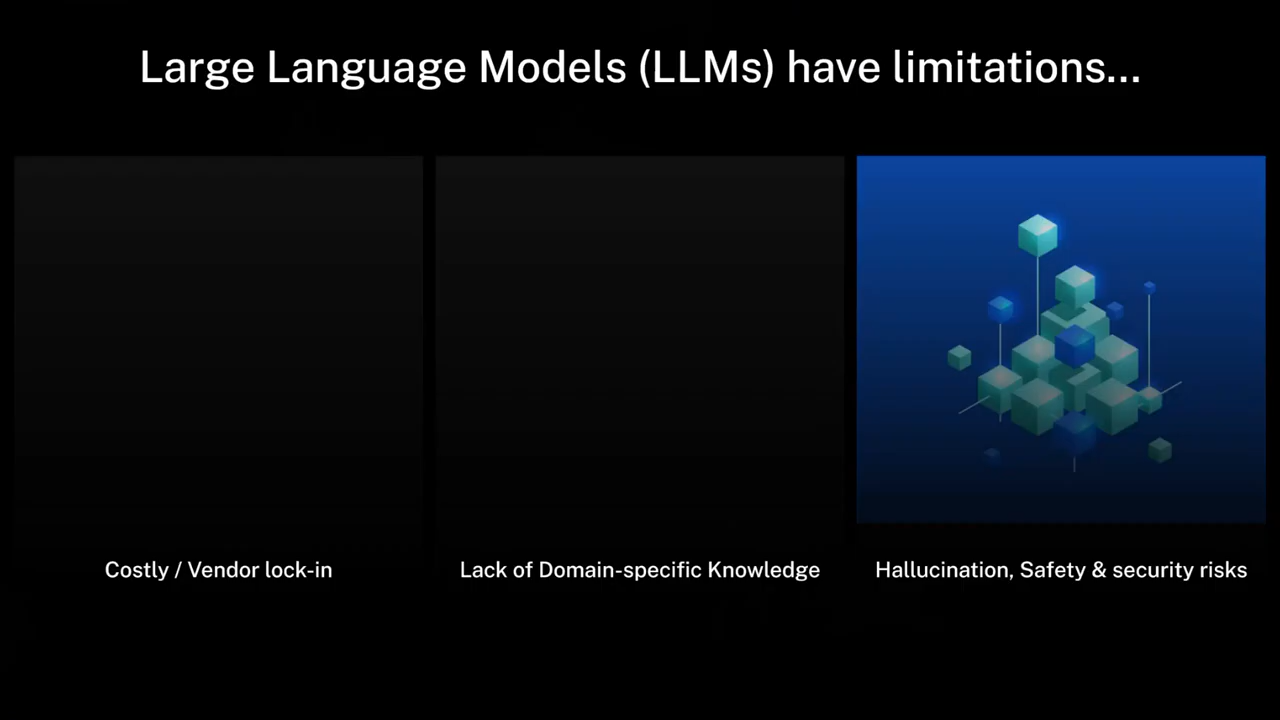 Large Language Models (LLMs) have limitations...
Costly / Vendor lock-in
Lack of Domain-specific Knowledge
Hallucination, Safety & security risks